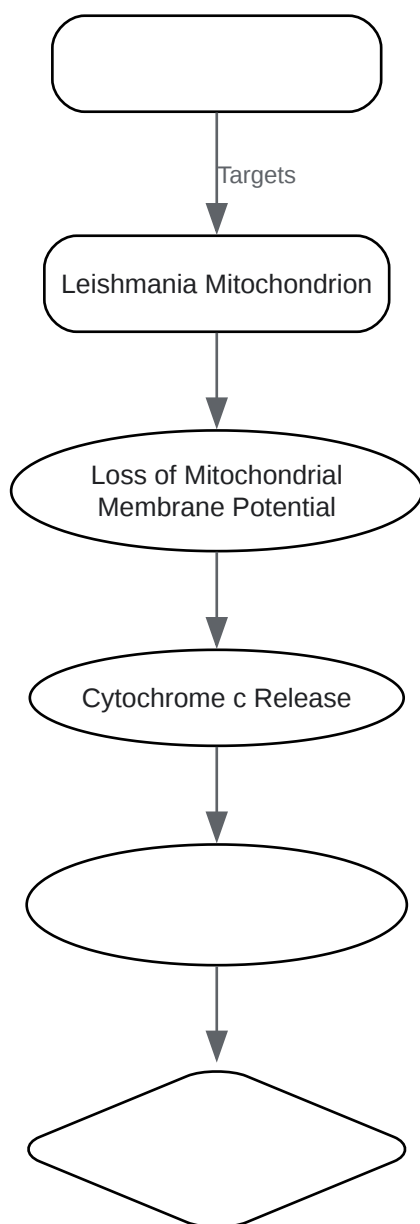 Targets
Leishmania Mitochondrion
Loss of Mitochondrial
Membrane Potential
Cytochrome c Release